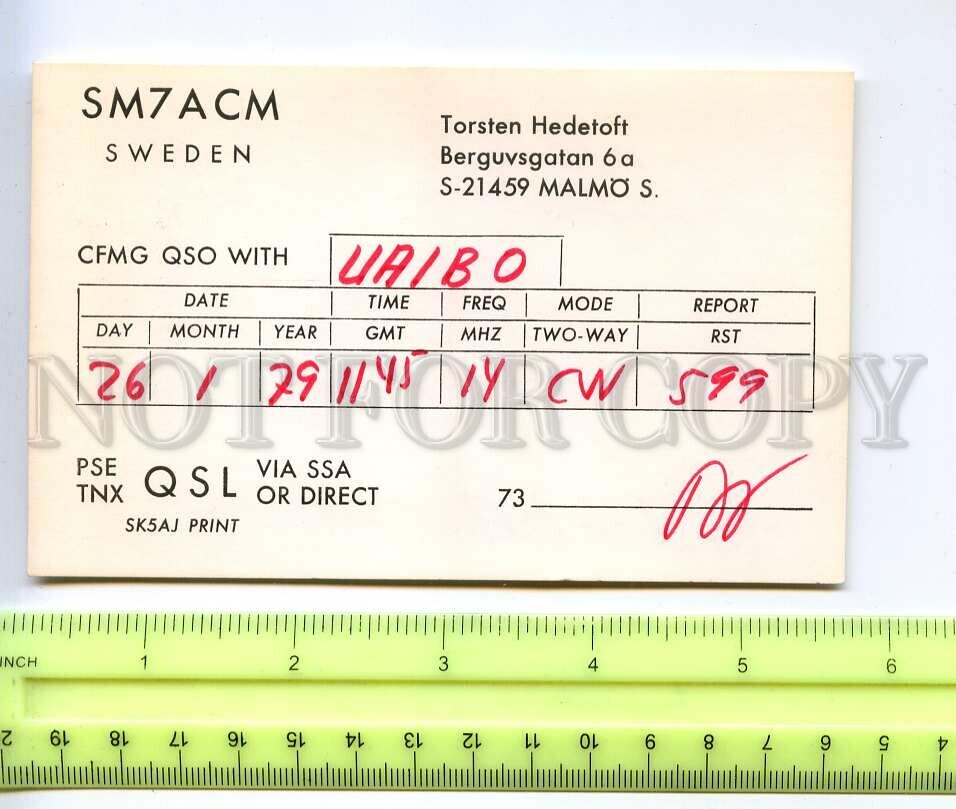 SM7ACM
SWEDEN
Torsten Hedetoft
Berguvsgatan 6a
S-21459 MALMÖ S.
CFMG QSO WITH UA1BO
DATE TIME FREQ MODE REPORT
DAY MONTH YEAR GMT MHZ TWO-WAY RST
26 1 79 1145 14 CW 599
NOT FOR COPY
PSE TNX QSL VIA SSA OR DIRECT
73
SK5AJ PRINT
INCH 1 2 3 4 5 6
2 19 18 17 16 15 14 13 12 11 10 9 8 7 6 5 4